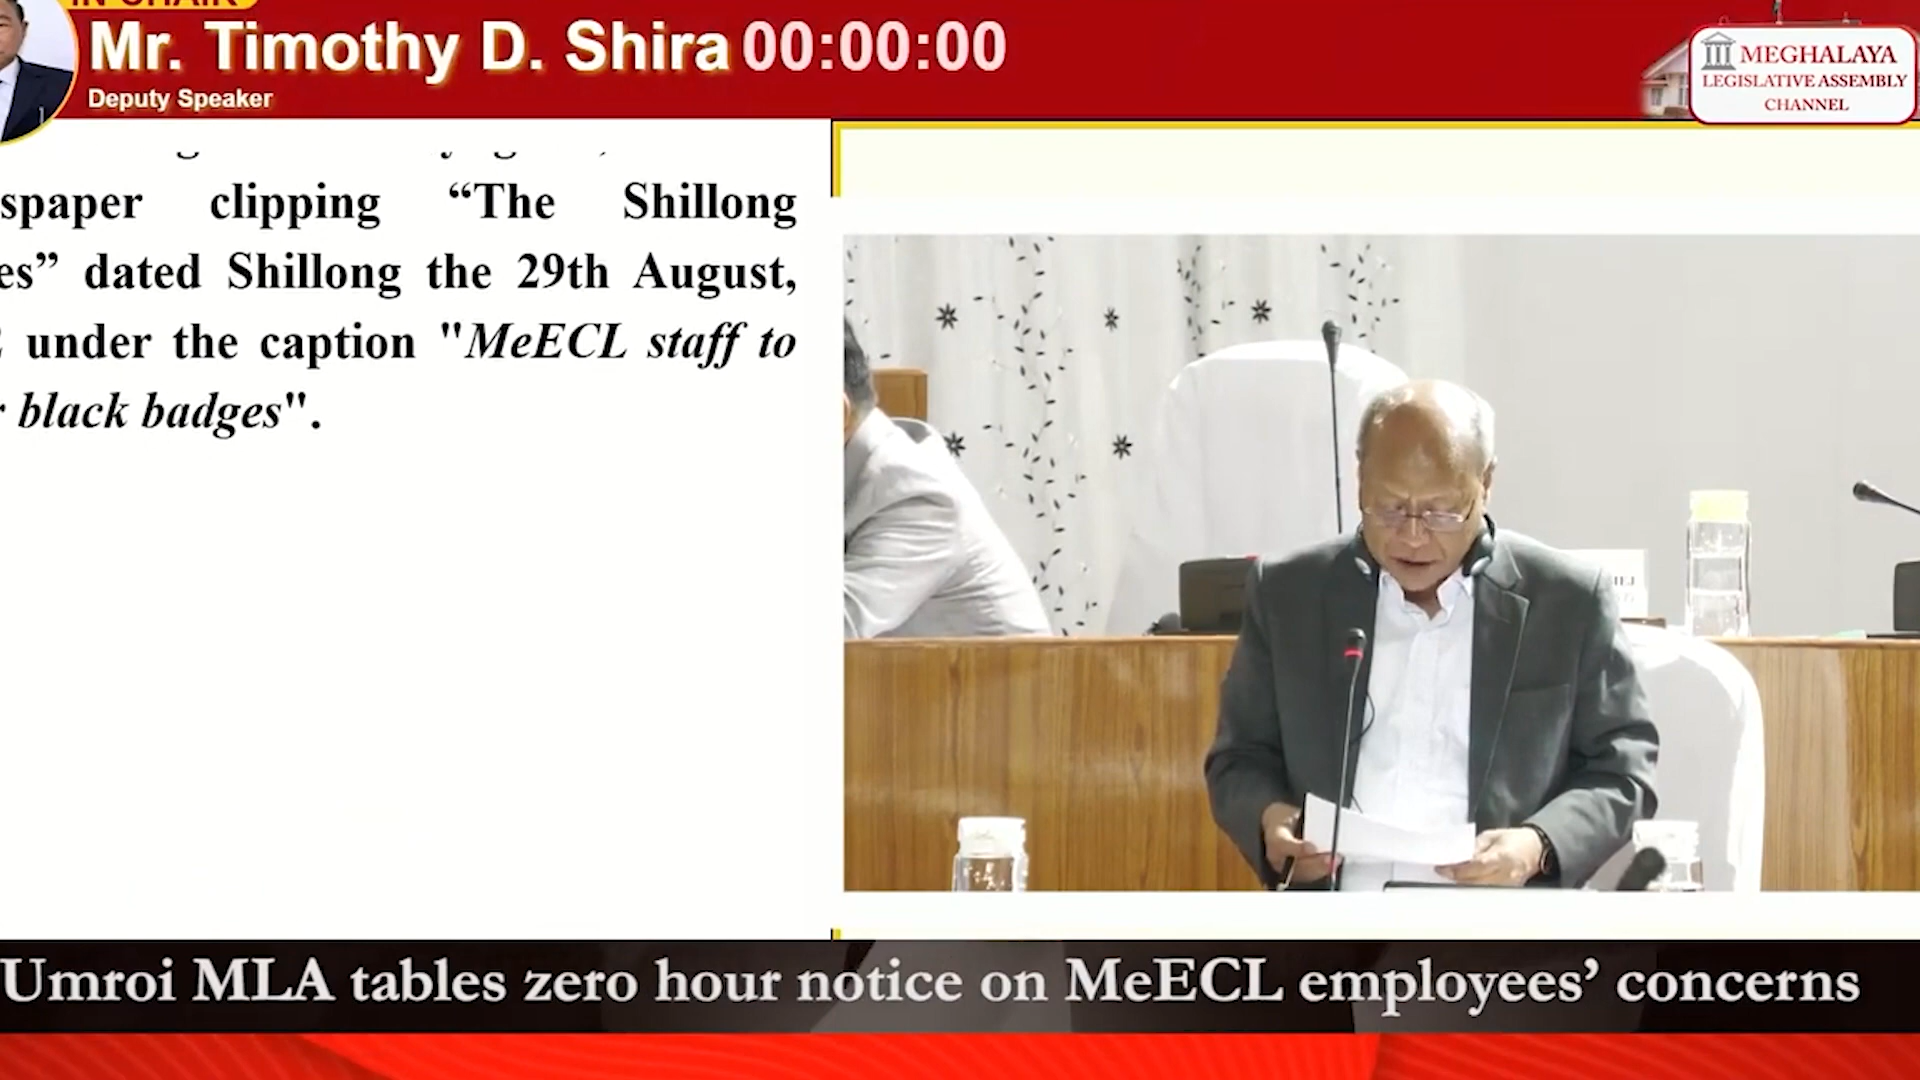 IN CHAIR
Mr. Timothy D. Shira 00:00:00
Deputy Speaker
MEGHALAYA
LEGISLATIVE ASSEMBLY
CHANNEL
spaper clipping “The Shillong
es” dated Shillong the 29th August,
under the caption "MeECL staff to
r black badges".
Umroi MLA tables zero hour notice on MeECL employees’ concerns